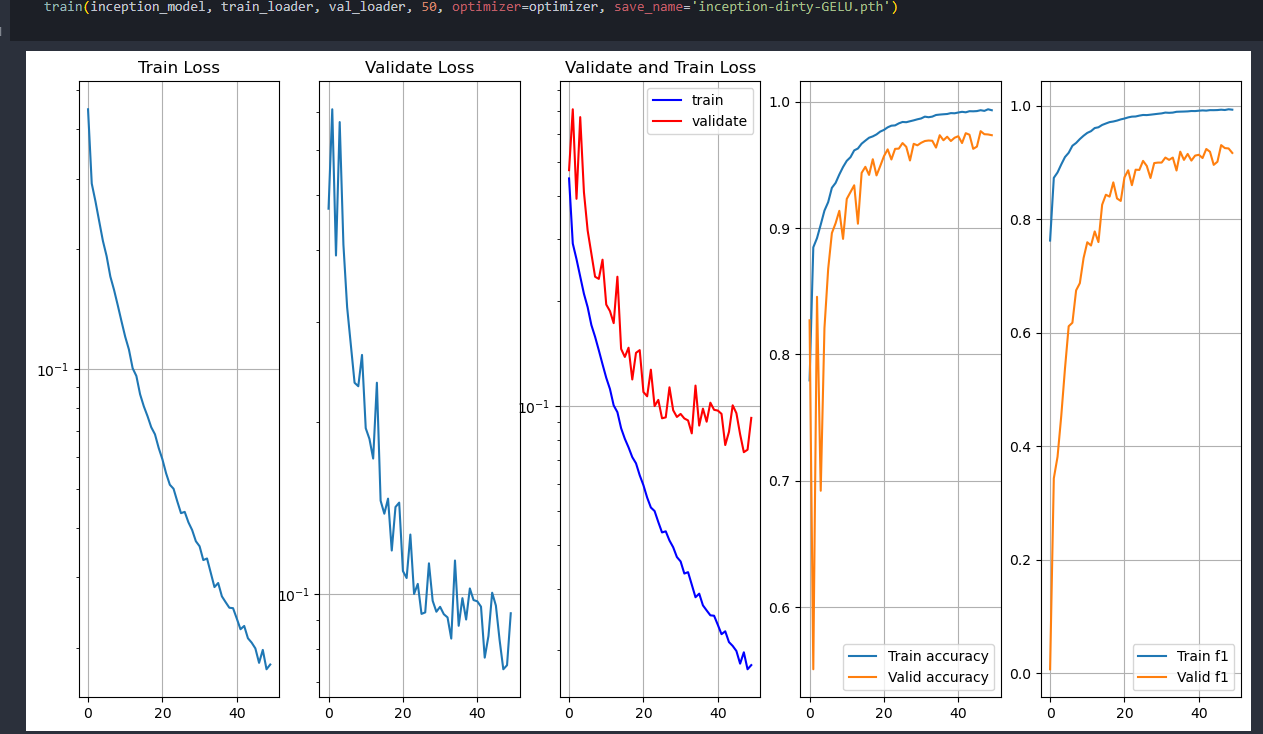 train(inception_model, train_loader, val_loader, 50, optimizer=optimizer, save_name='inception-dirty-GELU.pth')
Train Loss
Validate Loss
Validate and Train Loss
train
validate
10⁻¹
10⁻¹
10⁻¹
1.0
0.9
0.8
0.7
0.6
1.0
0.8
0.6
0.4
0.2
0.0
Train accuracy
Valid accuracy
Train f1
Valid f1
0 20 40
0 20 40
0 20 40
0 20 40
0 20 40